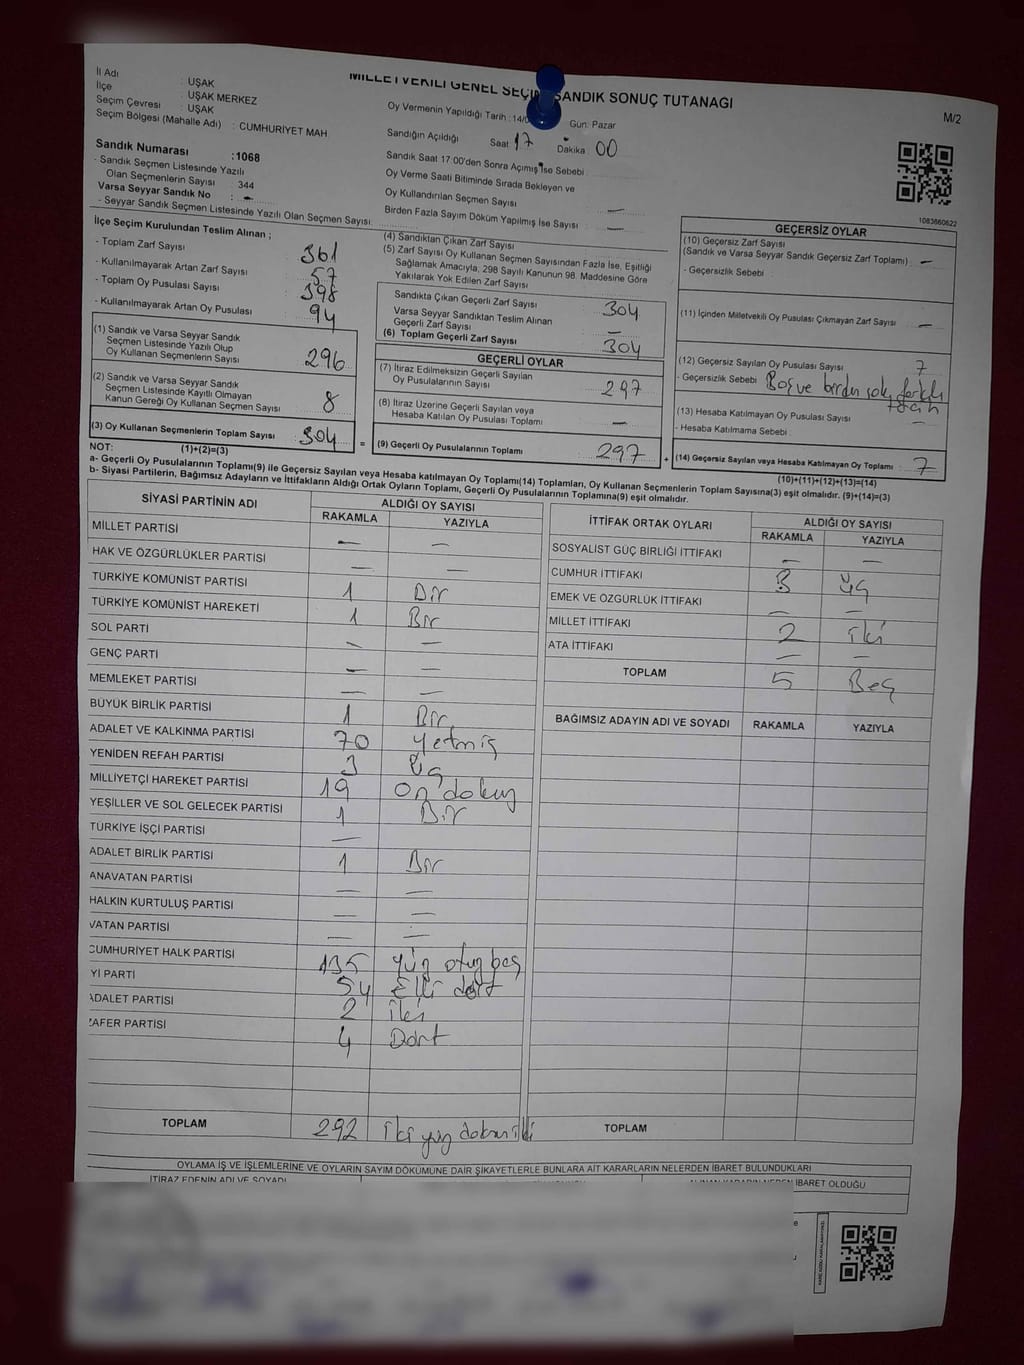 MİLLETVEKİLİ GENEL SEÇİM SANDIK SONUÇ TUTANAĞI
M/2
İl Adı : UŞAK
İlçe : UŞAK MERKEZ
Seçim Çevresi : UŞAK
Seçim Bölgesi (Mahalle Adı) : CUMHURİYET MAH
Sandık Numarası :1068
- Sandık Seçmen Listesinde Yazılı
Olan Seçmenlerin Sayısı : 344
Varsa Seyyar Sandık No : -
- Seyyar Sandık Seçmen Listesinde Yazılı Olan Seçmen Sayısı:
Oy Vermenin Yapıldığı Tarih :14/0 Gün: Pazar
Sandığın Açıldığı Saat 17 Dakika 00
Sandık Saat 17:00'den Sonra Açımış İse Sebebi
Oy Verme Saati Bitiminde Sırada Bekleyen ve
Oy Kullandırılan Seçmen Sayısı —
Birden Fazla Sayım Döküm Yapılmış İse Sayısı —
1083660622
İlçe Seçim Kurulundan Teslim Alınan ;
- Toplam Zarf Sayısı 361
- Kullanılmayarak Artan Zarf Sayısı 57
- Toplam Oy Pusulası Sayısı 398
- Kullanılmayarak Artan Oy Pusulası 94
(1) Sandık ve Varsa Seyyar Sandık
Seçmen Listesinde Yazılı Olup
Oy Kullanan Seçmenlerin Sayısı 296
(2) Sandık ve Varsa Seyyar Sandık
Seçmen Listesinde Kayıtlı Olmayan
Kanun Gereği Oy Kullanan Seçmen Sayısı 8
(3) Oy Kullanan Seçmenlerin Toplam Sayısı 304
(1)+(2)=(3)
(4) Sandıktan Çıkan Zarf Sayısı
(5) Zarf Sayısı Oy Kullanan Seçmen Sayısından Fazla İse, Eşitliği
Sağlamak Amacıyla, 298 Sayılı Kanunun 98. Maddesine Göre
Yakılarak Yok Edilen Zarf Sayısı
Sandıkta Çıkan Geçerli Zarf Sayısı 304
Varsa Seyyar Sandıktan Teslim Alınan
Geçerli Zarf Sayısı —
(6) Toplam Geçerli Zarf Sayısı 304
GEÇERLİ OYLAR
(7) İtiraz Edilmeksizin Geçerli Sayılan
Oy Pusulalarının Sayısı 297
(8) İtiraz Üzerine Geçerli Sayılan veya
Hesaba Katılan Oy Pusulası Toplamı —
= (9) Geçerli Oy Pusulalarının Toplamı 297
GEÇERSİZ OYLAR
(10) Geçersiz Zarf Sayısı
(Sandık ve Varsa Seyyar Sandık Geçersiz Zarf Toplamı) —
- Geçersizlik Sebebi :
(11) İçinden Milletvekili Oy Pusulası Çıkmayan Zarf Sayısı —
(12) Geçersiz Sayılan Oy Pusulası Sayısı 7
- Geçersizlik Sebebi Boş ve birden
(13) Hesaba Katılmayan Oy Pusulası Sayısı —
- Hesaba Katılmama Sebebi :
+ (14) Geçersiz Sayılan veya Hesaba Katılmayan Oy Toplamı 7
(10)+(11)+(12)+(13)=(14)
NOT:
a- Geçerli Oy Pusulalarının Toplamı(9) ile Geçersiz Sayılan veya Hesaba katılmayan Oy Toplamı(14) Toplamları, Oy Kullanan Seçmenlerin Toplam Sayısına(3) eşit olmalıdır. (9)+(14)=(3)
b- Siyasi Partilerin, Bağımsız Adayların ve İttifakların Aldığı Ortak Oyların Toplamı, Geçerli Oy Pusulalarının Toplamına(9) eşit olmalıdır.
SİYASİ PARTİNİN ADI ALDIĞI OY SAYISI
RAKAMLA YAZIYLA
MİLLET PARTİSİ — —
HAK VE ÖZGÜRLÜKLER PARTİSİ — —
TÜRKİYE KOMÜNİST PARTİSİ 1 Bir
TÜRKİYE KOMÜNİST HAREKETİ 1 Bir
SOL PARTİ — —
GENÇ PARTİ — —
MEMLEKET PARTİSİ — —
BÜYÜK BİRLİK PARTİSİ 1 Bir
ADALET VE KALKINMA PARTİSİ 70 yetmiş
YENİDEN REFAH PARTİSİ 3 Üç
MİLLİYETÇİ HAREKET PARTİSİ 19 On dokuz
YEŞİLLER VE SOL GELECEK PARTİSİ 1 Bir
TÜRKİYE İŞÇİ PARTİSİ —
ADALET BİRLİK PARTİSİ 1 Bir
ANAVATAN PARTİSİ — —
HALKIN KURTULUŞ PARTİSİ — —
VATAN PARTİSİ — —
CUMHURİYET HALK PARTİSİ 135 Yüz otuz beş
YI PARTİ 54 Elli dört
ADALET PARTİSİ 2 iki
ZAFER PARTİSİ 4 Dört
TOPLAM 292 iki yüz doksan iki
İTTİFAK ORTAK OYLARI ALDIĞI OY SAYISI
RAKAMLA YAZIYLA
SOSYALİST GÜÇ BİRLİĞİ İTTİFAKI — —
CUMHUR İTTİFAKI 3 üç
EMEK VE ÖZGÜRLÜK İTTİFAKI — —
MİLLET İTTİFAKI 2 iki
ATA İTTİFAKI — —
TOPLAM 5 Beş
BAĞIMSIZ ADAYIN ADI VE SOYADI RAKAMLA YAZIYLA
TOPLAM
OYLAMA İŞ VE İŞLEMLERİNE VE OYLARIN SAYIM DÖKÜMÜNE DAİR ŞİKAYETLERLE BUNLARA AİT KARARLARIN NELERDEN İBARET BULUNDUKLARI
İTİRAZ EDENİN ADI VE SOYADI
ALINAN KARARIN NEDEN İBARET OLDUĞU